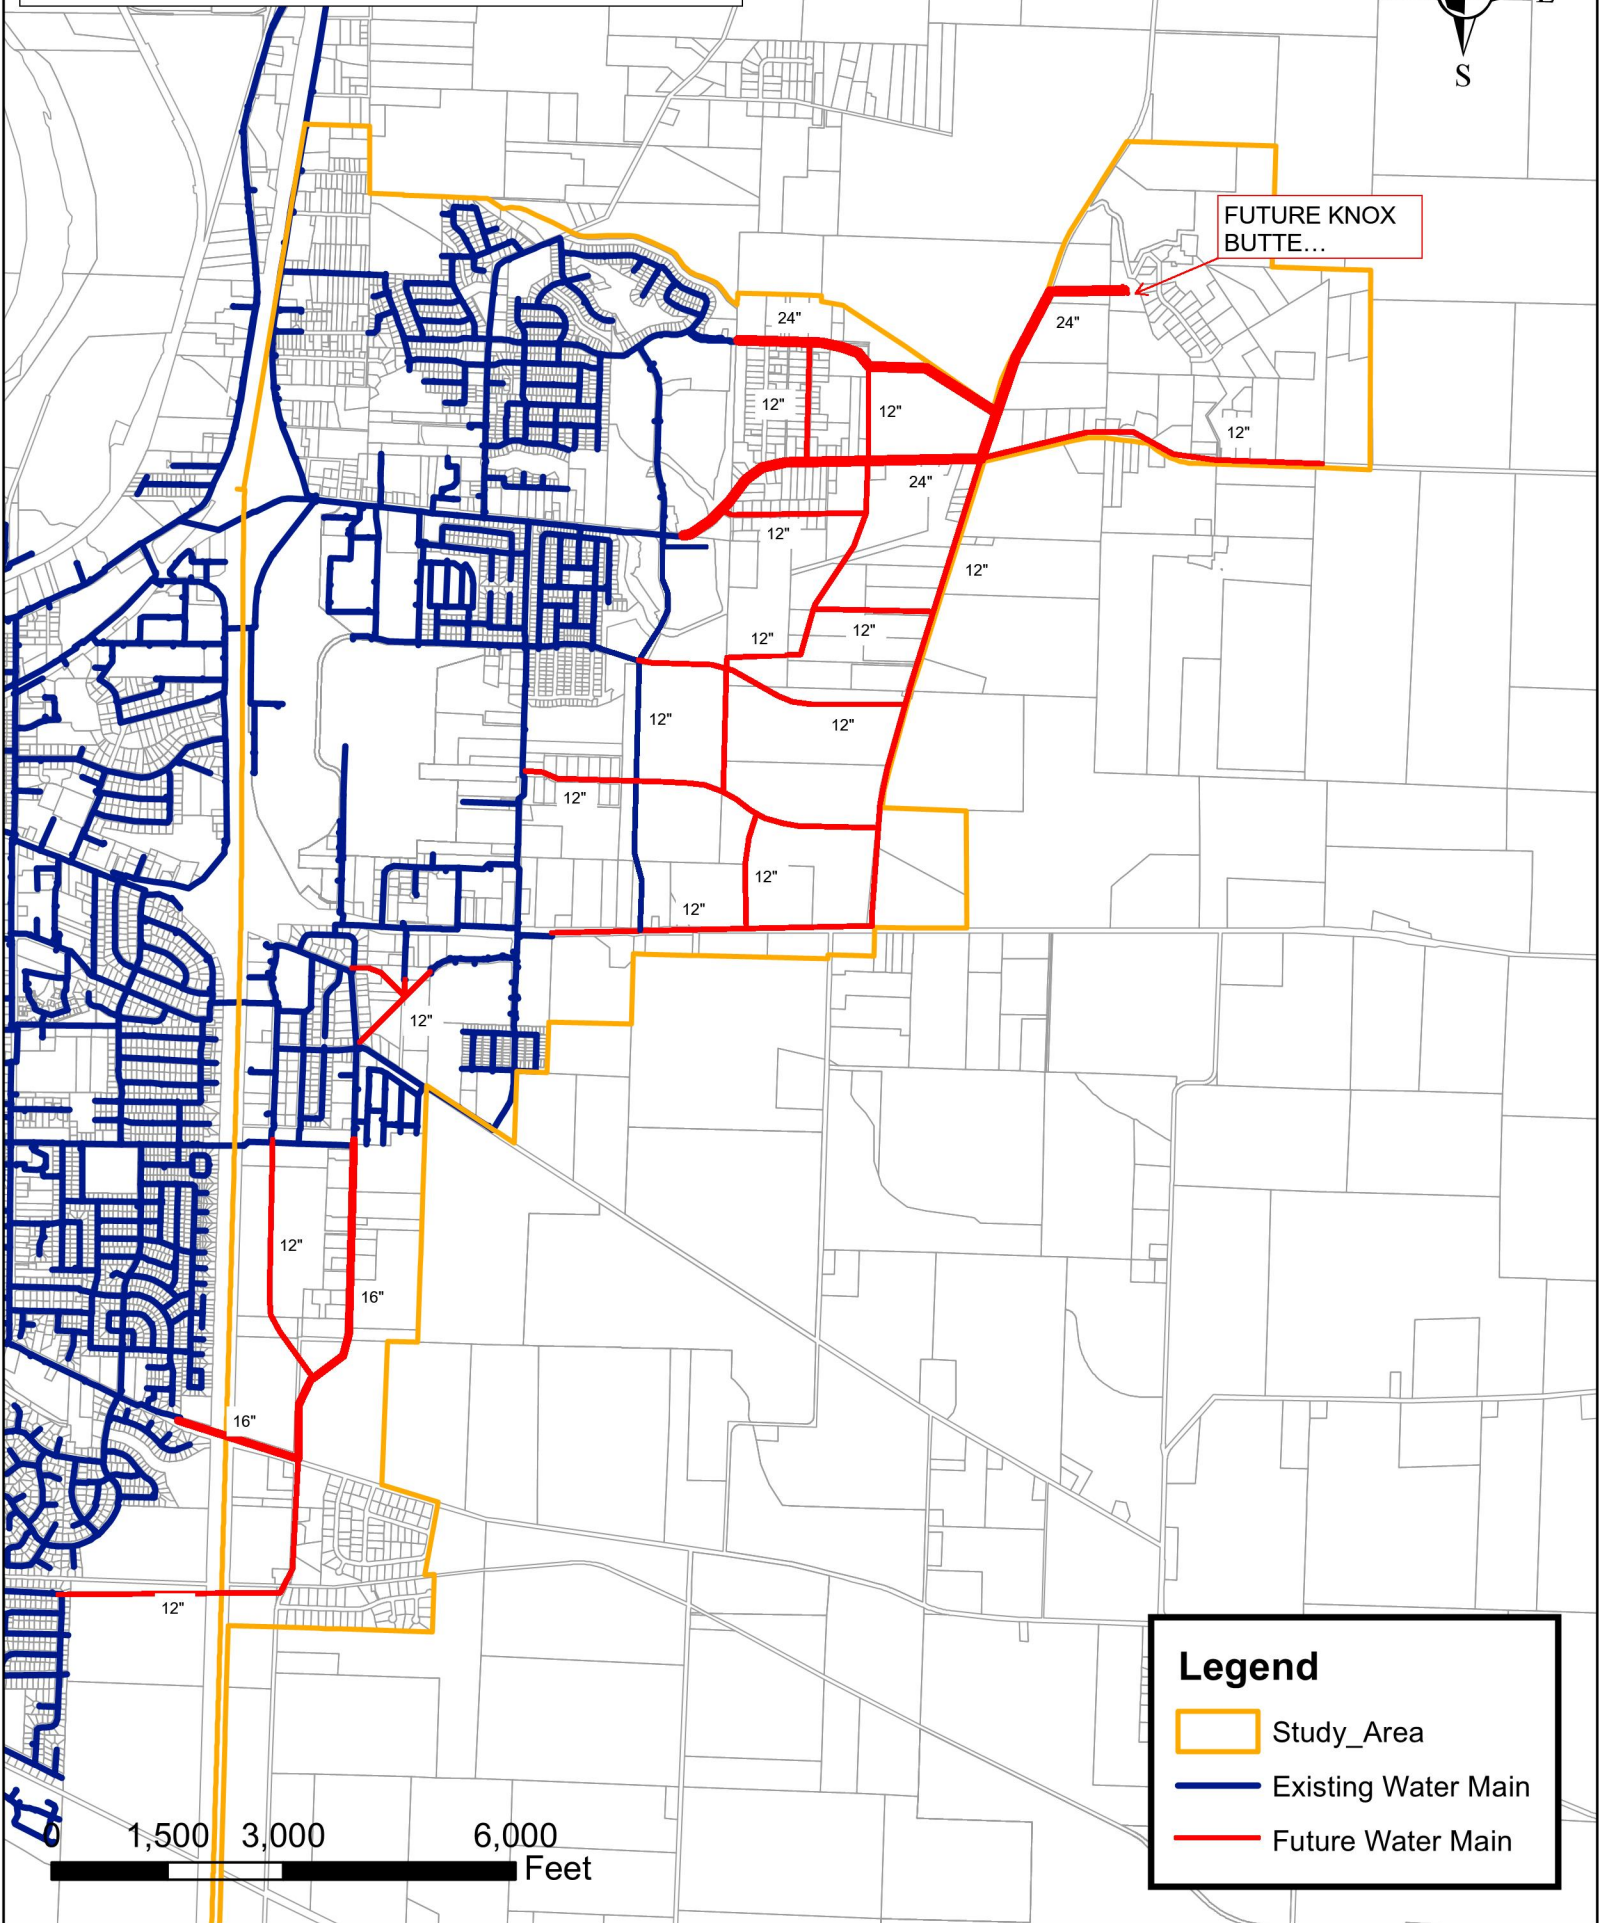 E
S
FUTURE KNOX
BUTTE...
24"
24"
12"
12"
12"
24"
12"
12"
12"
12"
12"
12"
12"
12"
12"
12"
12"
16"
16"
12"
Legend
Study_Area
Existing Water Main
Future Water Main
0 1,500 3,000 6,000
Feet